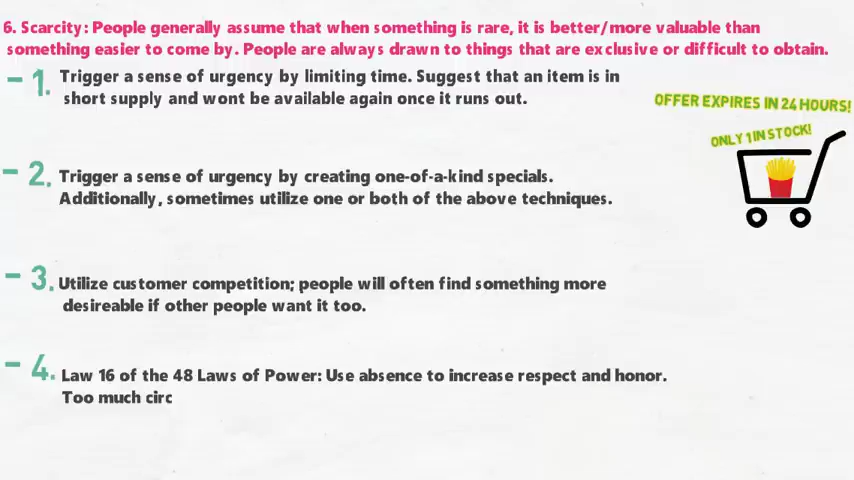 6. Scarcity: People generally assume that when something is rare, it is better/more valuable than
something easier to come by. People are always drawn to things that are exclusive or difficult to obtain.
- 1. Trigger a sense of urgency by limiting time. Suggest that an item is in
short supply and wont be available again once it runs out.
OFFER EXPIRES IN 24 HOURS!
ONLY 1 IN STOCK!
- 2. Trigger a sense of urgency by creating one-of-a-kind specials.
Additionally, sometimes utilize one or both of the above techniques.
- 3. Utilize customer competition; people will often find something more
desireable if other people want it too.
- 4. Law 16 of the 48 Laws of Power: Use absence to increase respect and honor.
Too much circ